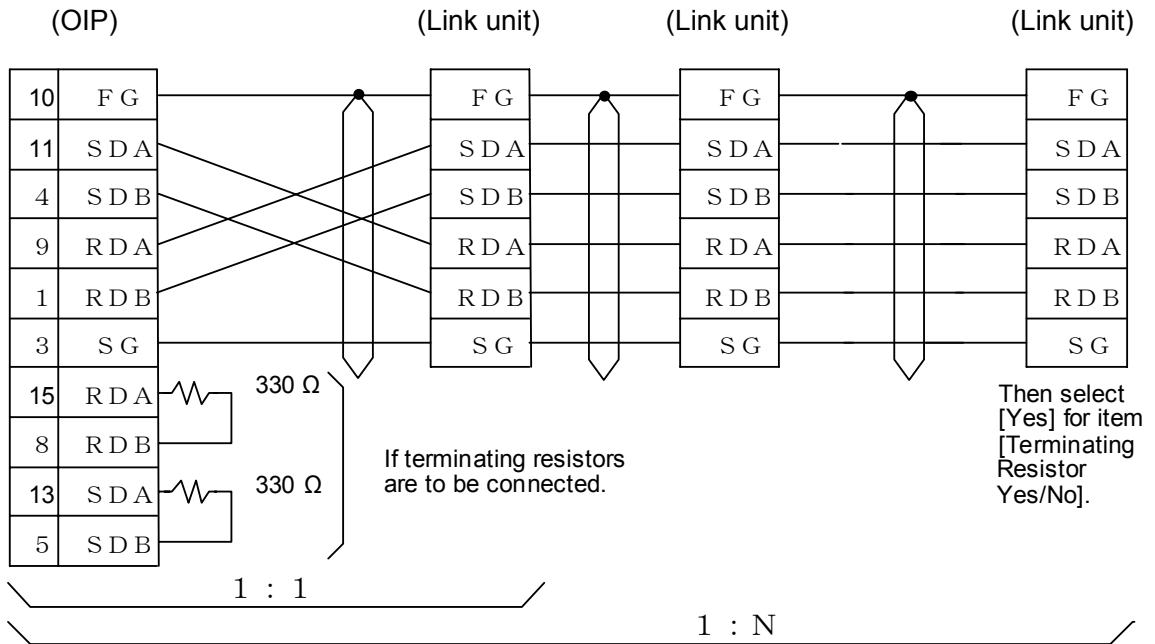 (OIP) (Link unit) (Link unit) (Link unit)
10 FG FG FG FG
11 SDA SDA SDA SDA
4 SDB SDB SDB SDB
9 RDA RDA RDA RDA
1 RDB RDB RDB RDB
3 SG SG SG SG
15 RDA 330 Ω
8 RDB
13 SDA 330 Ω
5 SDB
If terminating resistors
are to be connected.
Then select
[Yes] for item
[Terminating
Resistor
Yes/No].
1 : 1
1 : N